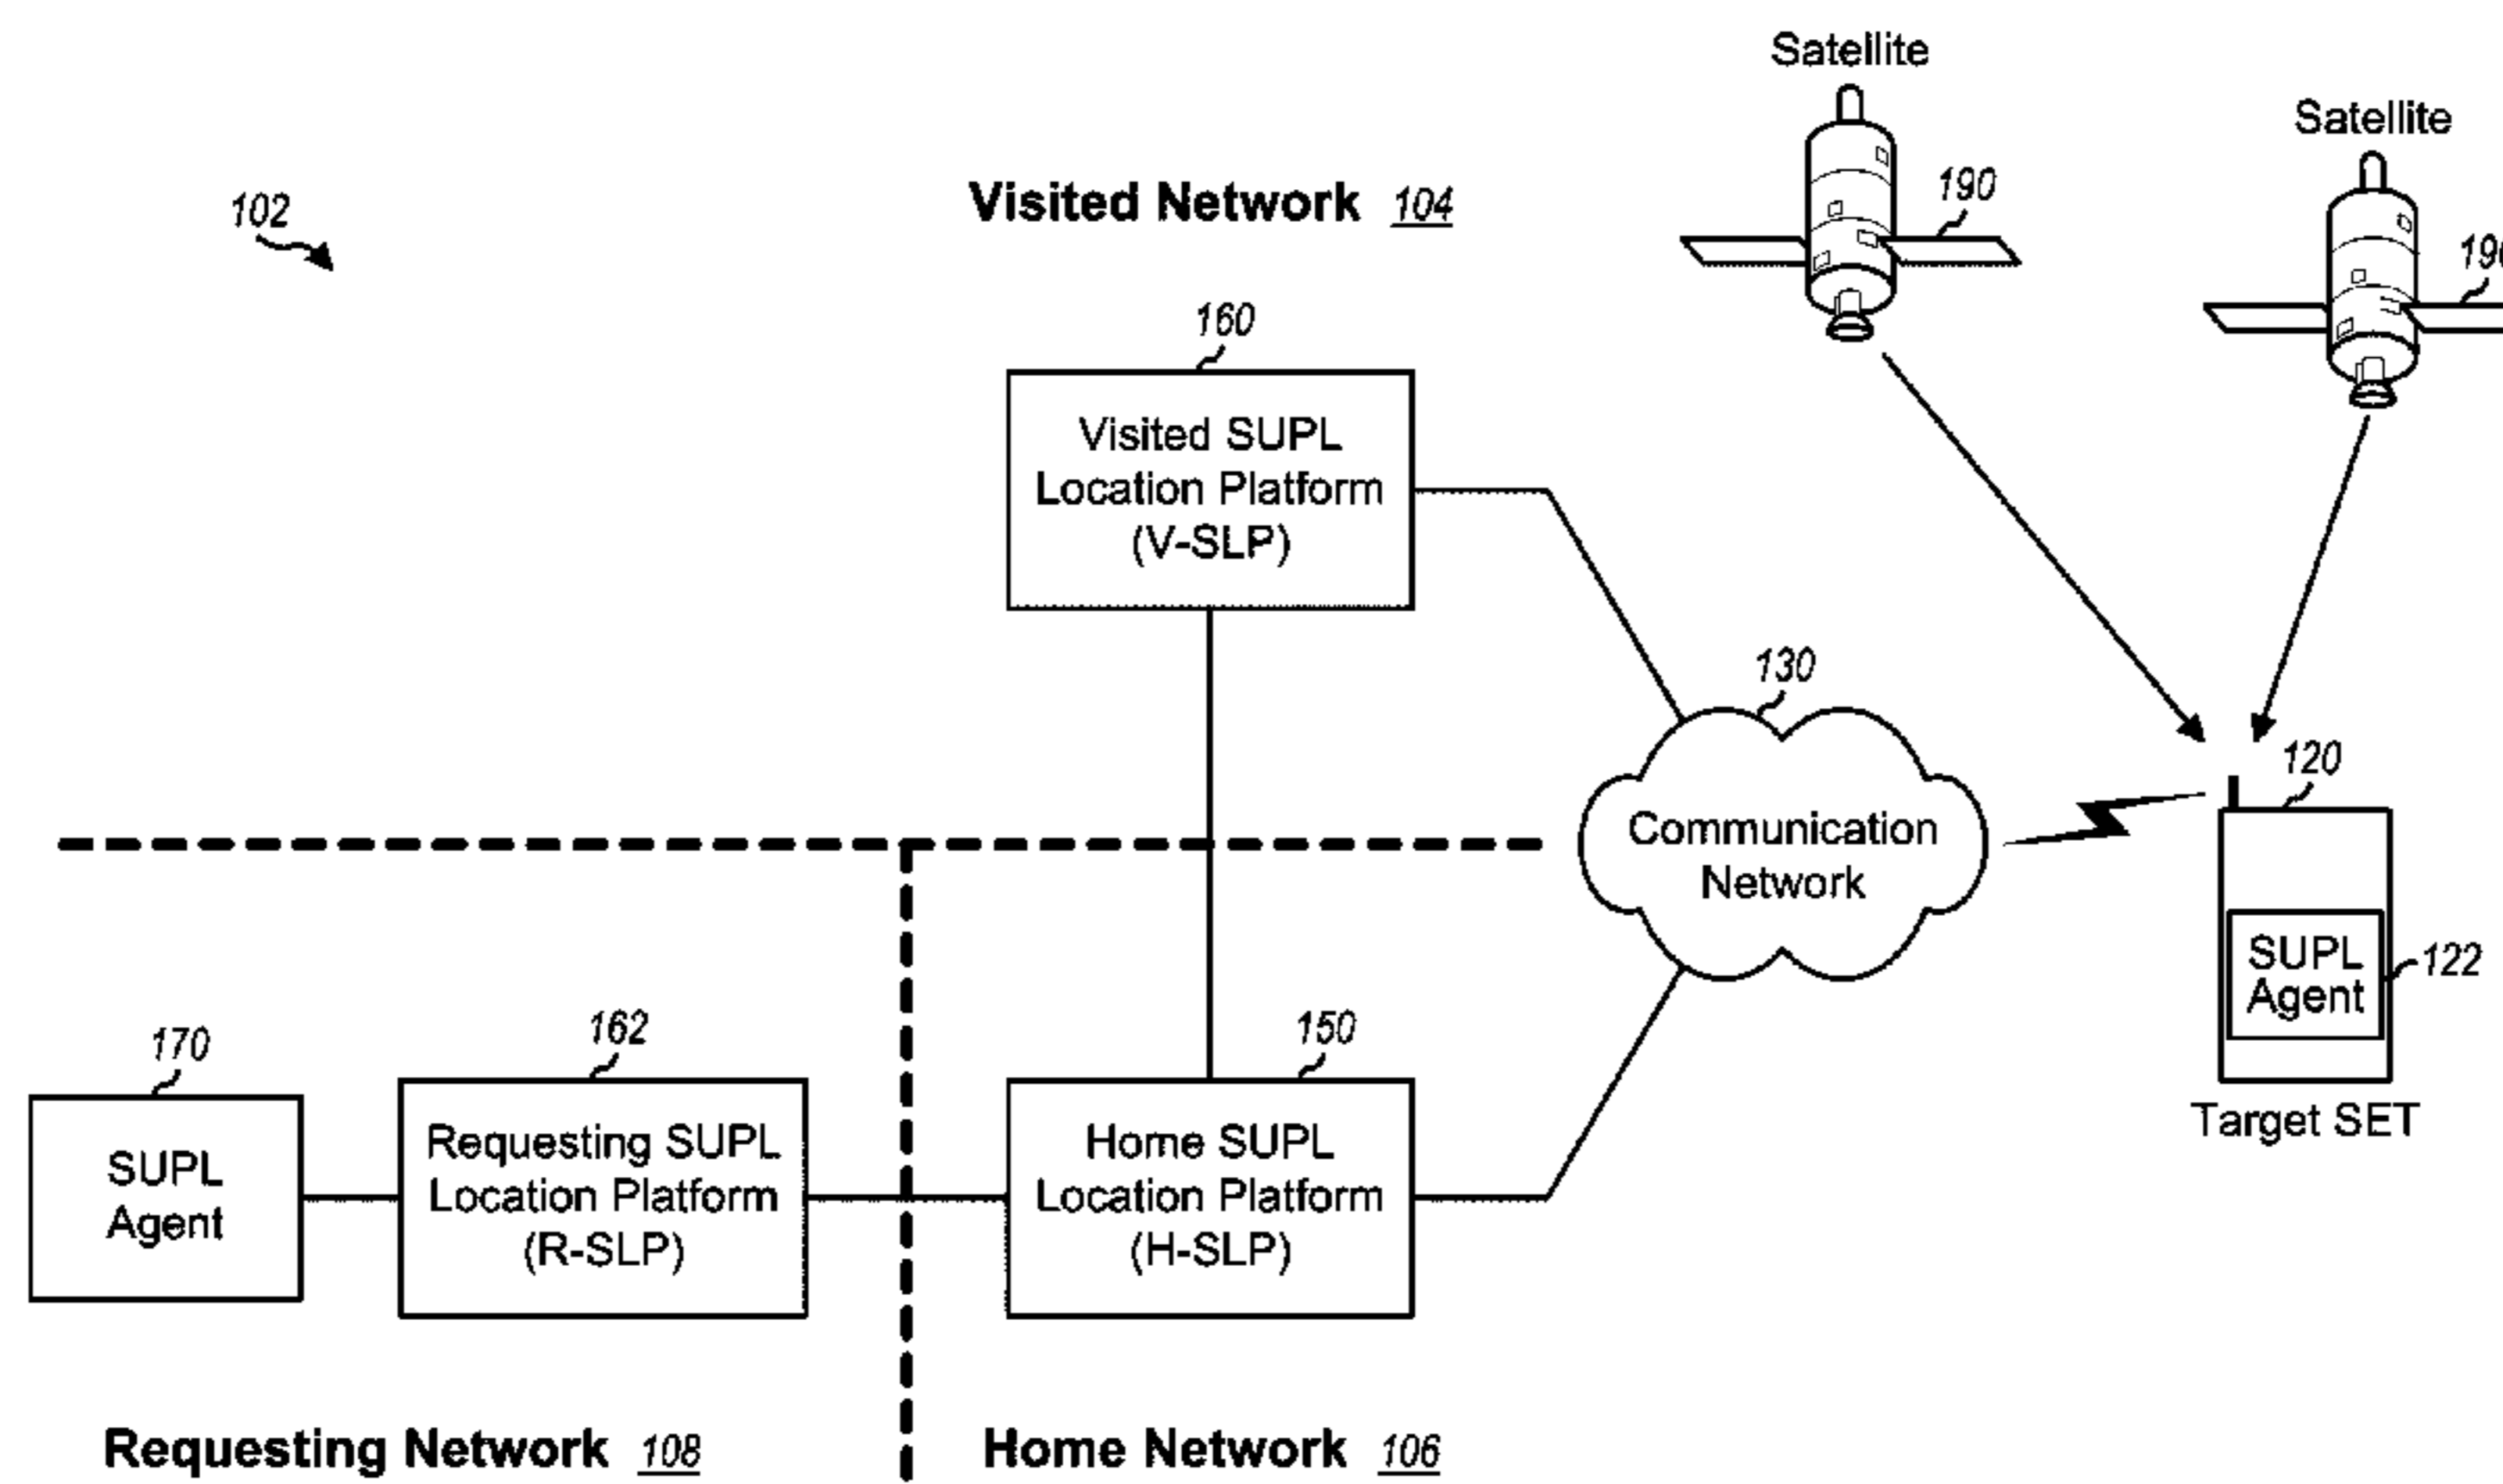 Satellite
Satellite
190
102
Visited Network 104
190
160
Visited SUPL
Location Platform
(V-SLP)
130
120
Communication
Network
SUPL
Agent
122
Target SET
170
162
150
SUPL
Agent
Requesting SUPL
Location Platform
(R-SLP)
Home SUPL
Location Platform
(H-SLP)
Requesting Network 108
Home Network 106